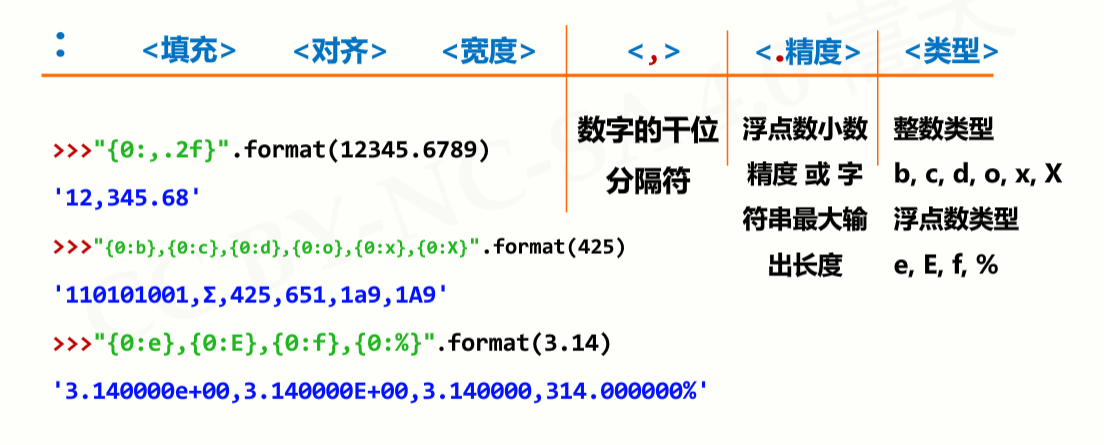 : <填充> <对齐> <宽度> <,> <.精度> <类型>
>>>"{0:,.2f}".format(12345.6789)
'12,345.68'
>>>"{0:b},{0:c},{0:d},{0:o},{0:x},{0:X}".format(425)
'110101001,Σ,425,651,1a9,1A9'
>>>"{0:e},{0:E},{0:f},{0:%}".format(3.14)
'3.140000e+00,3.140000E+00,3.140000,314.000000%'
数字的千位
分隔符
浮点数小数
精度 或 字
符串最大输
出长度
整数类型
b, c, d, o, x, X
浮点数类型
e, E, f, %
CC BY-NC-SA 4.0 嵩天